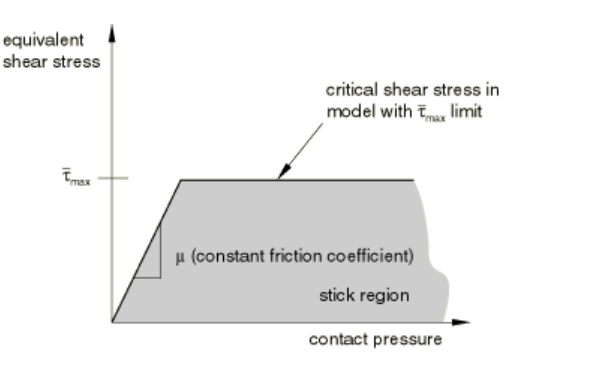 equivalent
shear stress
critical shear stress in
model with τ̄max limit
τ̄max
μ (constant friction coefficient)
stick region
contact pressure